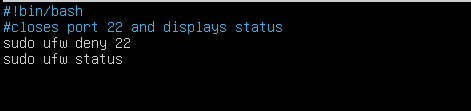 #!bin/bash
#closes port 22 and displays status
sudo ufw deny 22
sudo ufw status